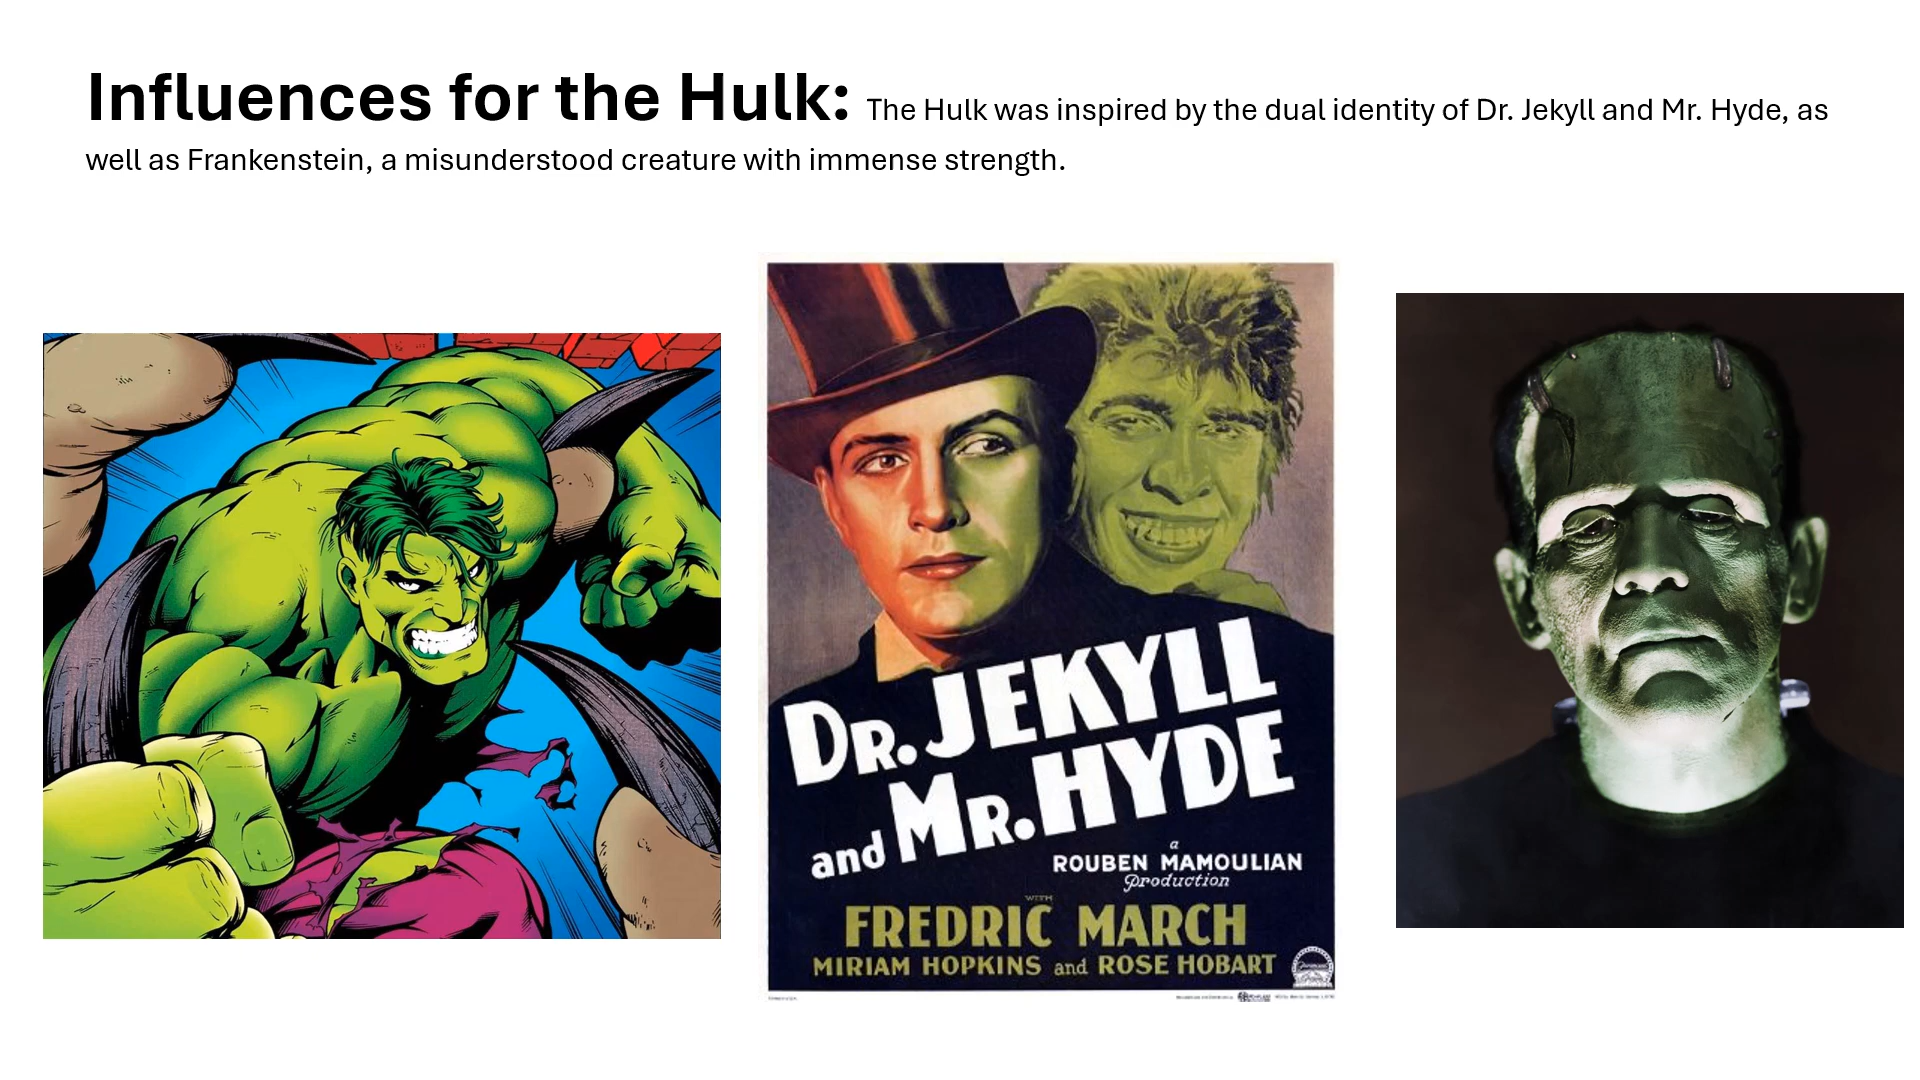 Influences for the Hulk: The Hulk was inspired by the dual identity of Dr. Jekyll and Mr. Hyde, as
well as Frankenstein, a misunderstood creature with immense strength.
DR. JEKYLL
and MR. HYDE
a
ROUBEN MAMOULIAN
Production
WITH
FREDRIC MARCH
MIRIAM HOPKINS and ROSE HOBART